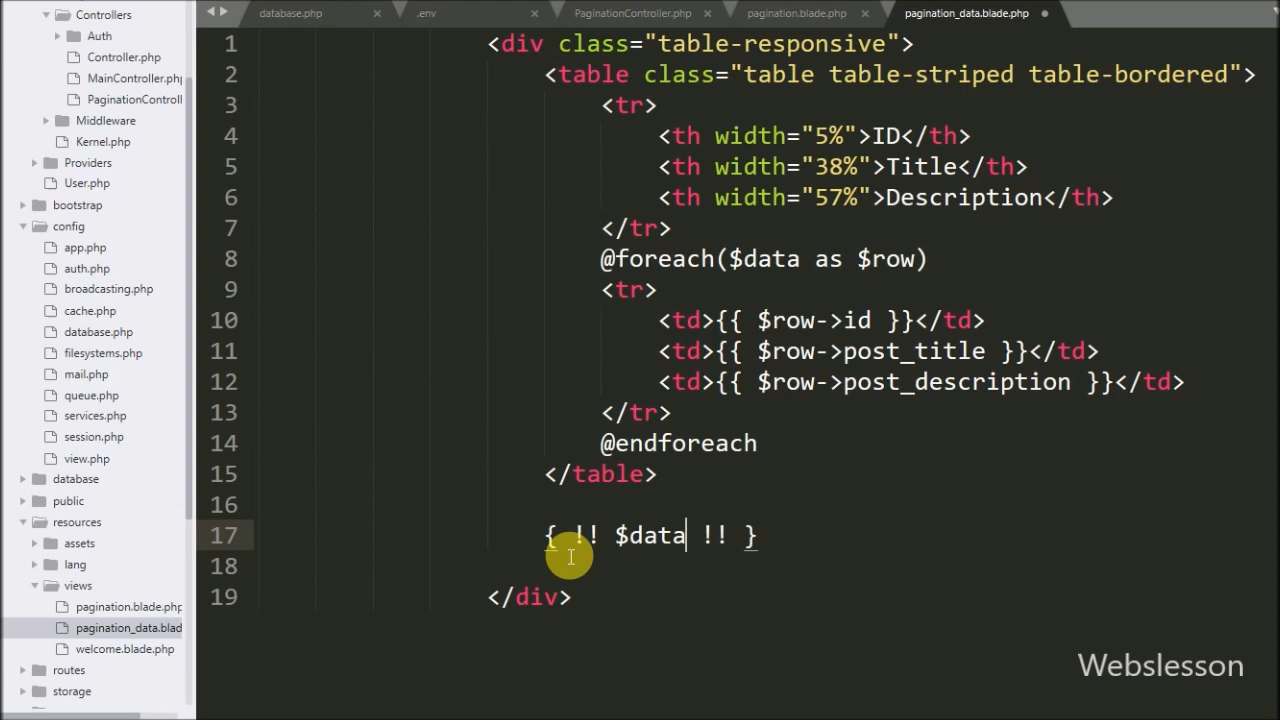 Controllers
Auth
Controller.php
MainController.php
PaginationControll
Middleware
Kernel.php
Providers
User.php
bootstrap
config
app.php
auth.php
broadcasting.php
cache.php
database.php
filesystems.php
mail.php
queue.php
services.php
session.php
view.php
database
public
resources
assets
lang
views
pagination.blade.php
pagination_data.blad
welcome.blade.php
routes
storage
database.php × .env × PaginationController.php × pagination.blade.php × pagination_data.blade.php
1 <div class="table-responsive">
2 <table class="table table-striped table-bordered">
3 <tr>
4 <th width="5%">ID</th>
5 <th width="38%">Title</th>
6 <th width="57%">Description</th>
7 </tr>
8 @foreach($data as $row)
9 <tr>
10 <td>{{ $row->id }}</td>
11 <td>{{ $row->post_title }}</td>
12 <td>{{ $row->post_description }}</td>
13 </tr>
14 @endforeach
15 </table>
16
17 { !! $data !! }
18
19 </div>
Webslesson